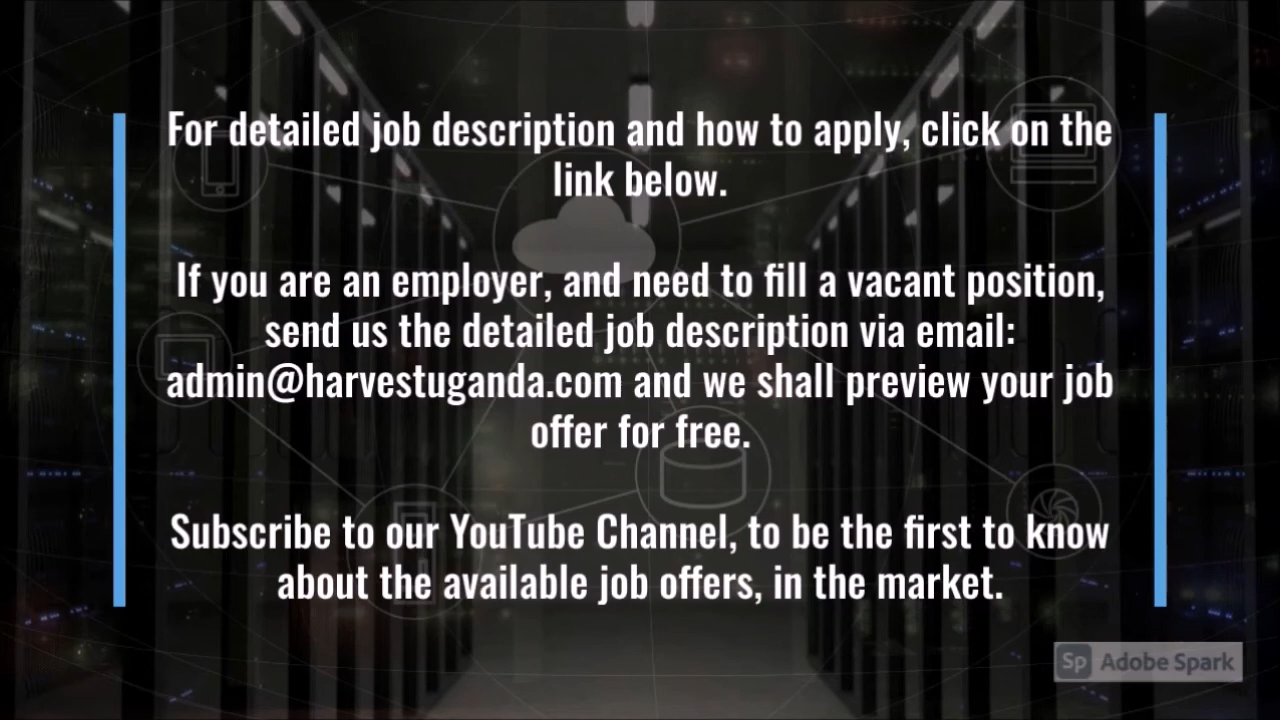 For detailed job description and how to apply, click on the
link below.
If you are an employer, and need to fill a vacant position,
send us the detailed job description via email:
admin@harvestuganda.com and we shall preview your job
offer for free.
Subscribe to our YouTube Channel, to be the first to know
about the available job offers, in the market.
Sp Adobe Spark